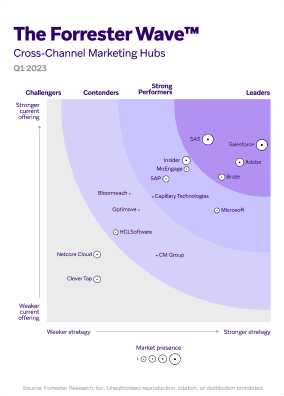 The Forrester Wave™
Cross-Channel Marketing Hubs
Q1 2023
Challengers Contenders Strong Performers Leaders
Stronger current offering
SAS
Salesforce
Insider
Adobe
MoEngage
SAP
Braze
Bloomreach
Capillary Technologies
Optimove
Microsoft
HCLSoftware
Netcore Cloud
CM Group
CleverTap
Weaker current offering
Weaker strategy Stronger strategy
Market presence
Source: Forrester Research, Inc. Unauthorized reproduction, citation, or distribution prohibited.